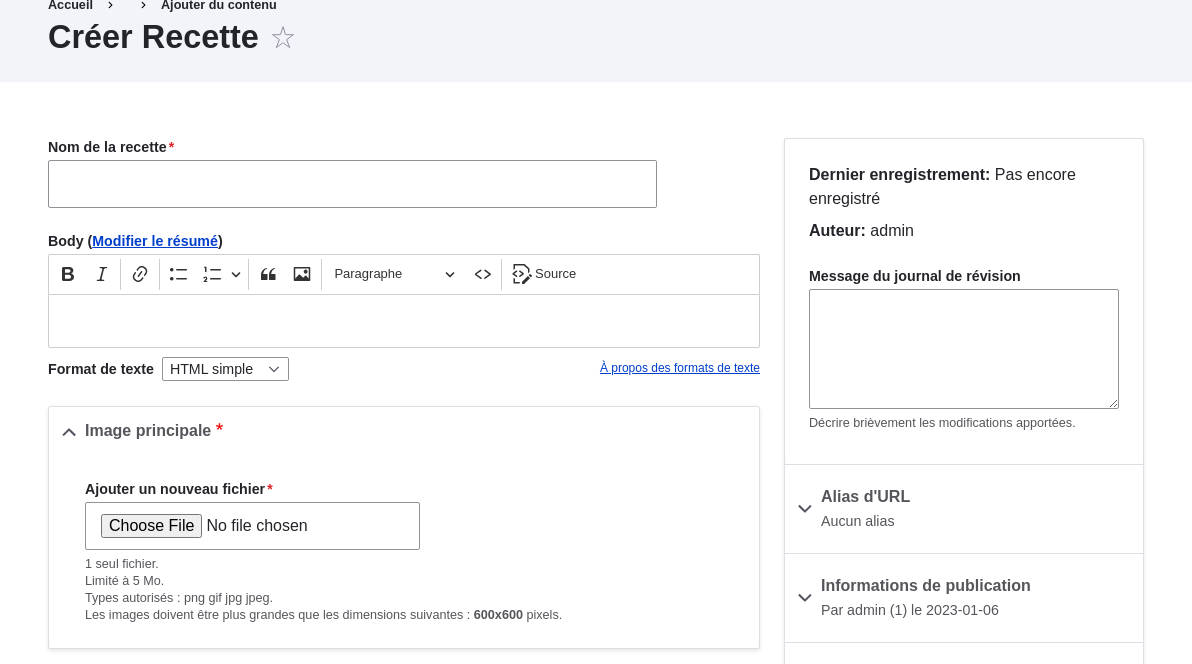 Accueil > > Ajouter du contenu
Créer Recette ☆
Nom de la recette*
Body (Modifier le résumé)
B I Paragraphe <> Source
Format de texte HTML simple À propos des formats de texte
Image principale *
Ajouter un nouveau fichier*
Choose File No file chosen
1 seul fichier.
Limité à 5 Mo.
Types autorisés : png gif jpg jpeg.
Les images doivent être plus grandes que les dimensions suivantes : 600x600 pixels.
Dernier enregistrement: Pas encore
enregistré
Auteur: admin
Message du journal de révision
Décrire brièvement les modifications apportées.
Alias d'URL
Aucun alias
Informations de publication
Par admin (1) le 2023-01-06